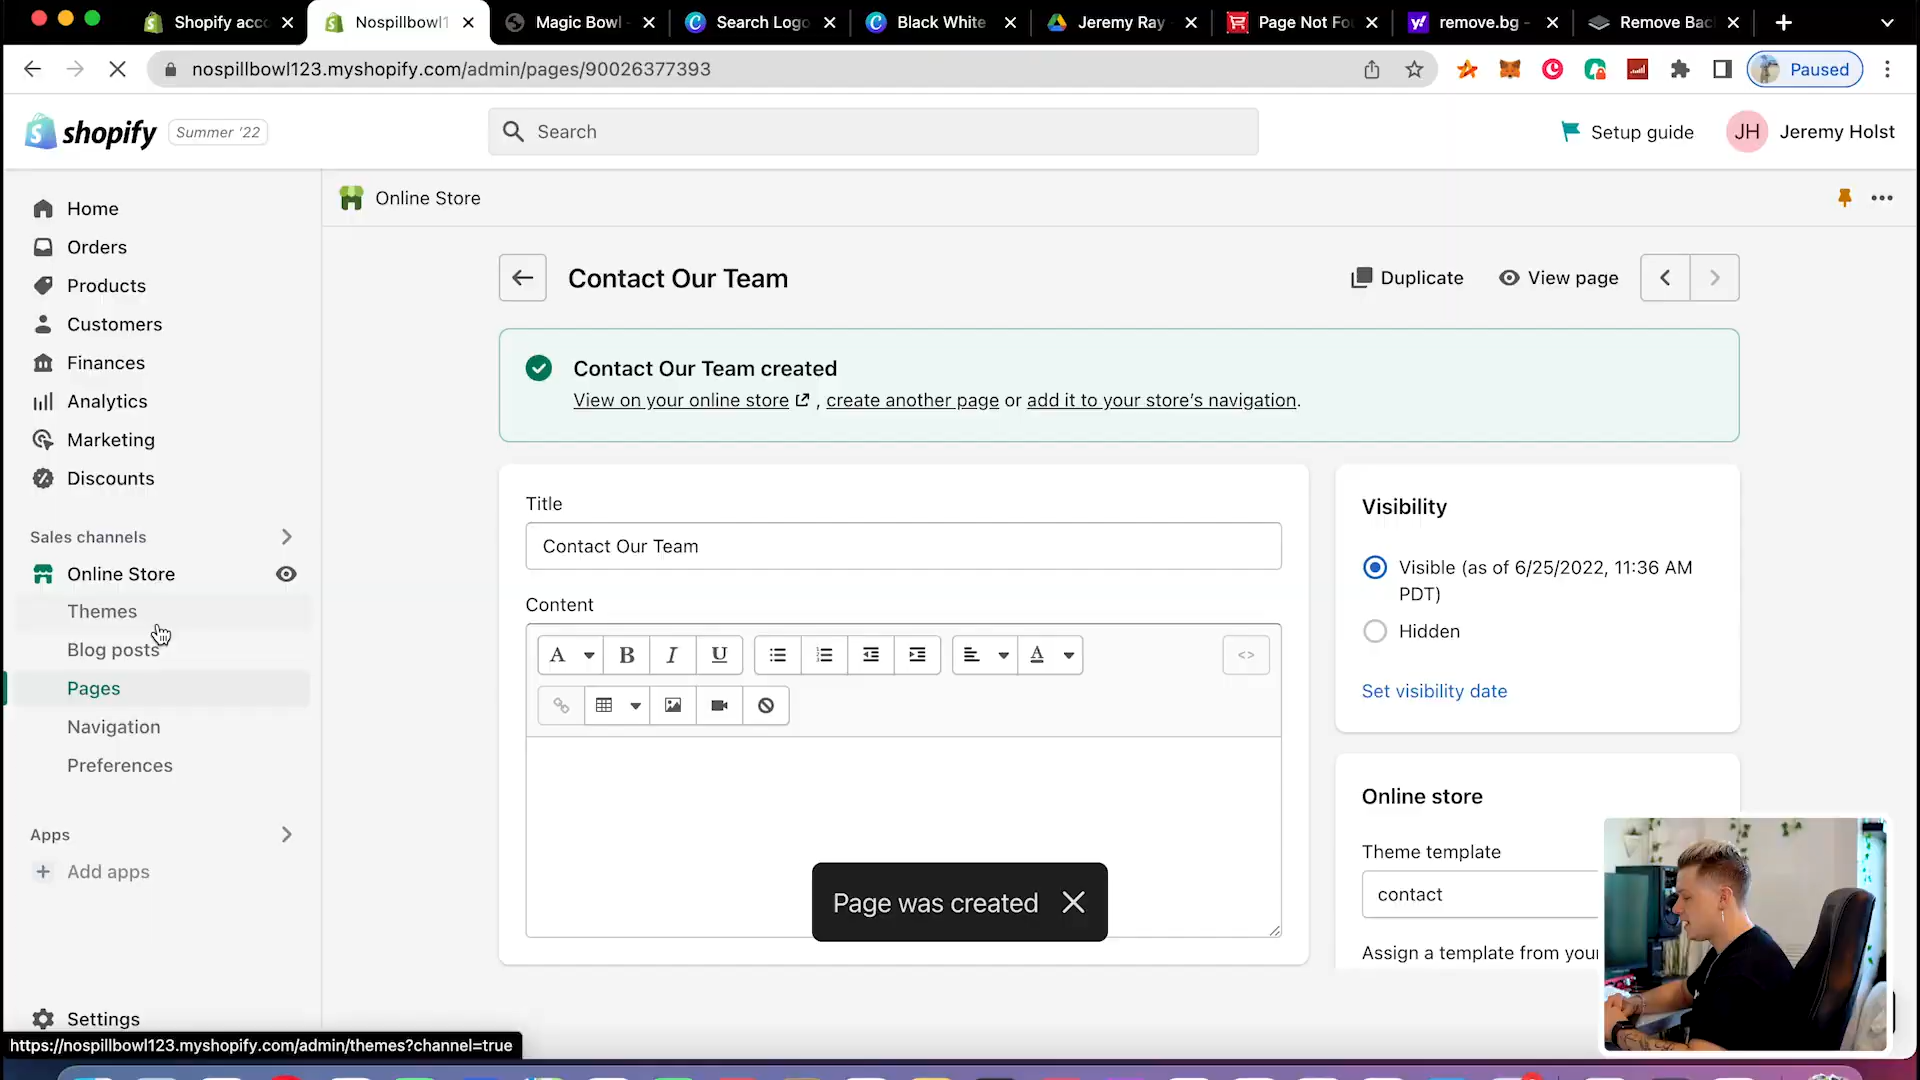 Shopify acc
Nospillbowl1
Magic Bowl -
Search Logo
Black White
Jeremy Ray
Page Not Fo
remove.bg -
Remove Bac
nospillbowl123.myshopify.com/admin/pages/90026377393
Paused
shopify
Summer '22
Search
Setup guide
JH
Jeremy Holst
Home
Orders
Products
Customers
Finances
Analytics
Marketing
Discounts
Sales channels
Online Store
Themes
Blog posts
Pages
Navigation
Preferences
Apps
Add apps
Settings
https://nospillbowl123.myshopify.com/admin/themes?channel=true
Online Store
Contact Our Team
Duplicate
View page
Contact Our Team created
View on your online store , create another page or add it to your store's navigation.
Title
Contact Our Team
Content
A B I U A <>
Page was created
Visibility
Visible (as of 6/25/2022, 11:36 AM
PDT)
Hidden
Set visibility date
Online store
Theme template
contact
Assign a template from your